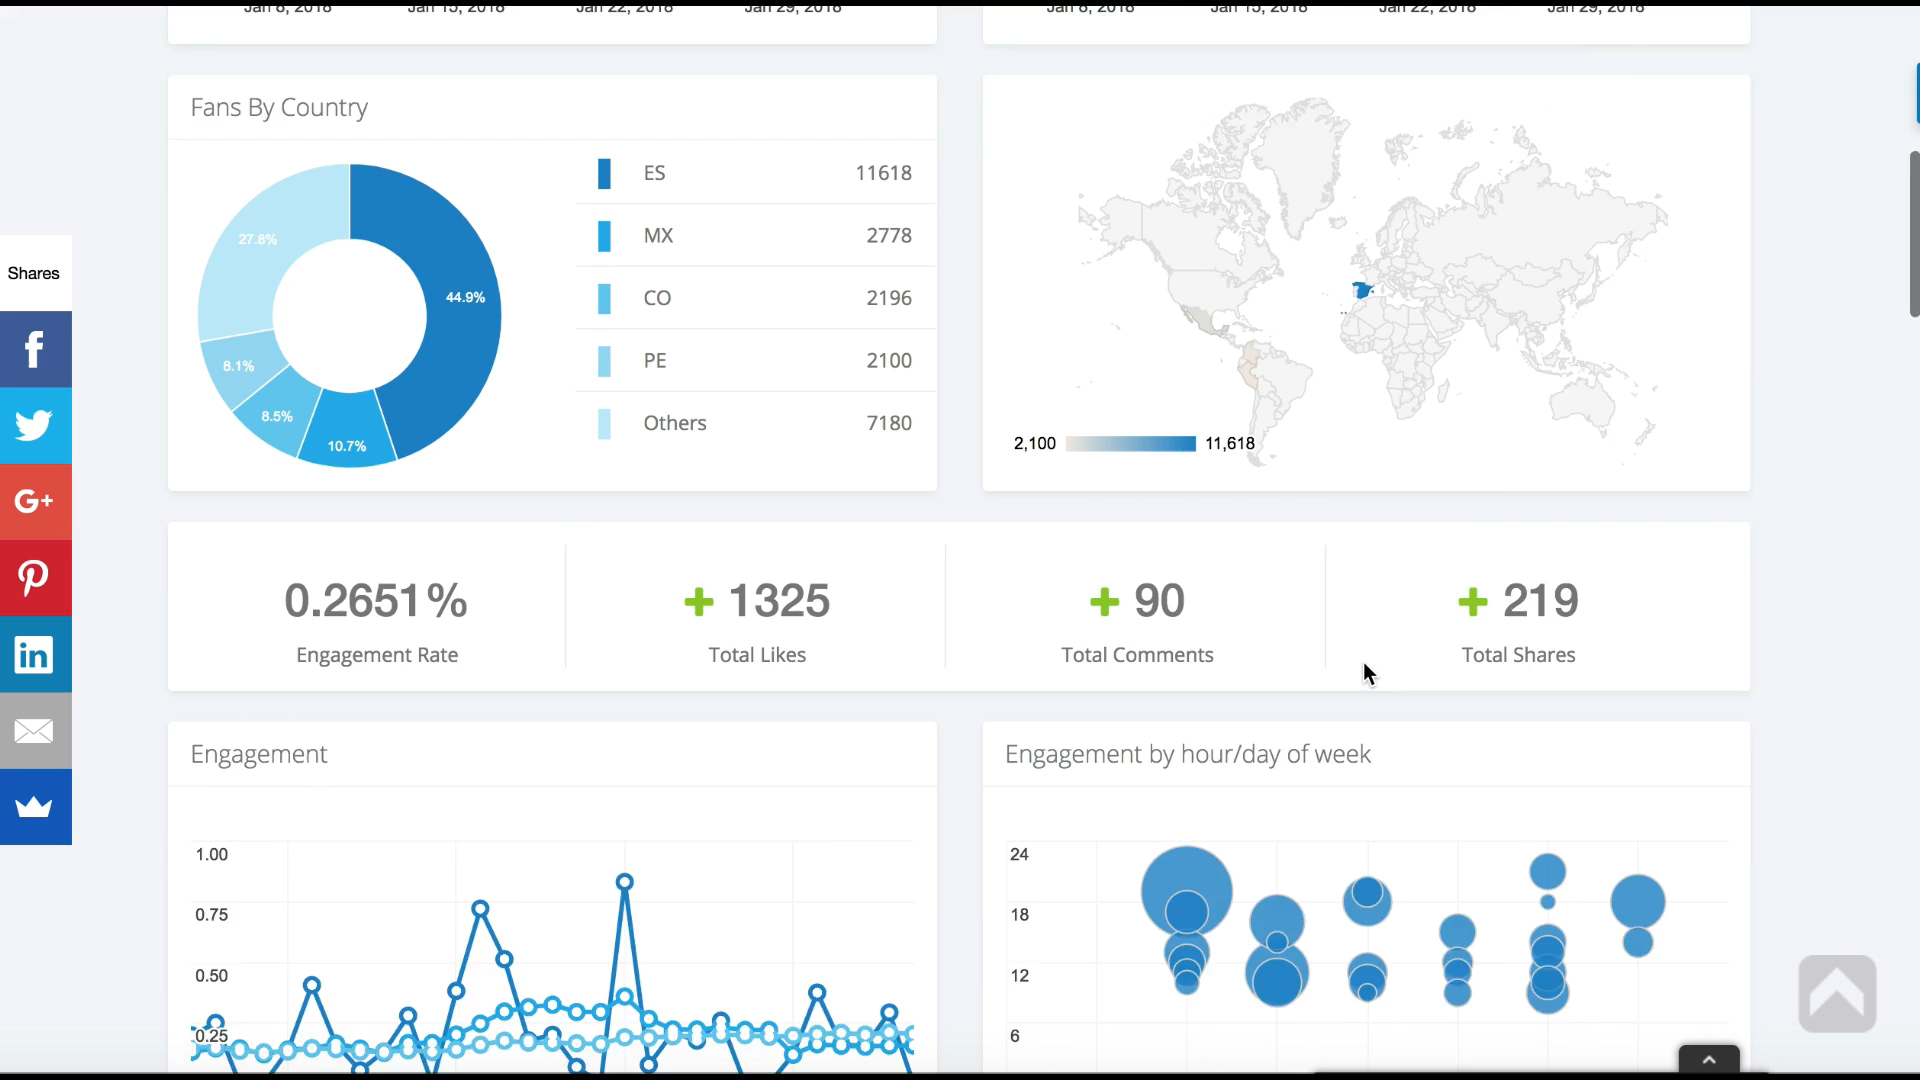 Jan 8, 2018 Jan 15, 2018 Jan 22, 2018 Jan 29, 2018 Jan 8, 2018 Jan 15, 2018 Jan 22, 2018 Jan 29, 2018
Fans By Country
44.9%
10.7%
8.5%
8.1%
27.8%
ES 11618
MX 2778
CO 2196
PE 2100
Others 7180
2,100 11,618
Shares
f
G+
in
0.2651%
Engagement Rate
+ 1325
Total Likes
+ 90
Total Comments
+ 219
Total Shares
Engagement
1.00
0.75
0.50
0.25
Engagement by hour/day of week
24
18
12
6